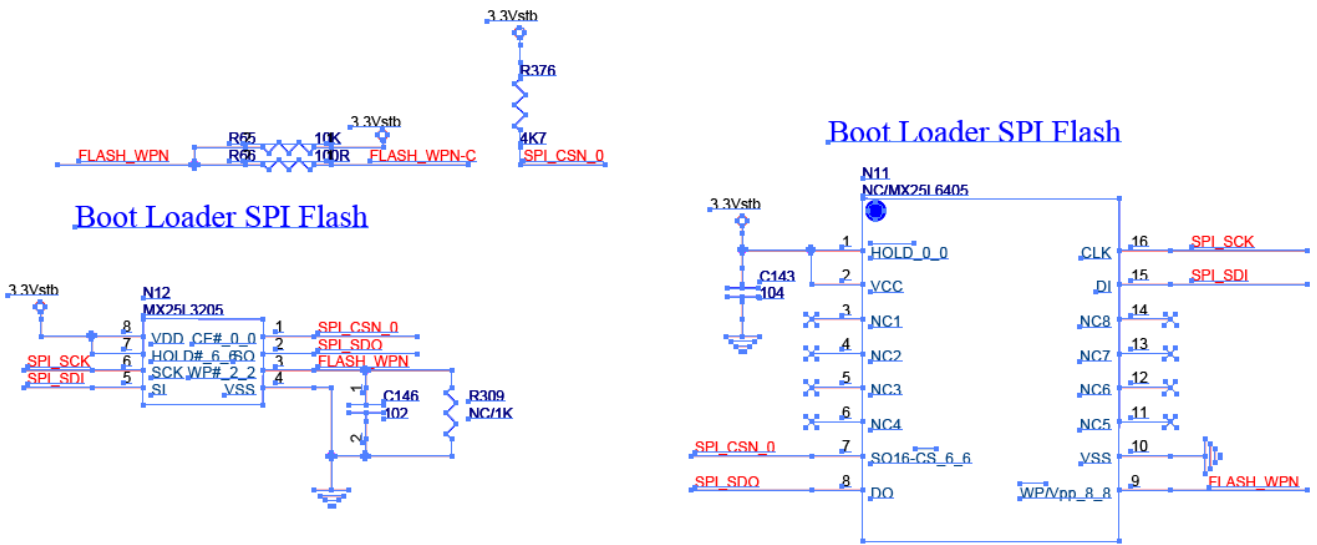 3.3Vstb
R376
4K7
SPI_CSN_0
3.3Vstb
R65 10K
R66 100R
FLASH_WPN
FLASH_WPN-C
Boot Loader SPI Flash
3.3Vstb
N12
MX25L3205
8 VDD CE#_0_0 1 SPI_CSN_0
7 HOLD#_6_6 SO 2 SPI_SDO
SPI_SCK 6 SCK WP#_2_2 3 FLASH_WPN
SPI_SDI 5 SI VSS 4
1
C146
102
2
R309
NC/1K
Boot Loader SPI Flash
N11
NC/MX25L6405
3.3Vstb
C143
104
1 HOLD_0_0 CLK 16 SPI_SCK
2 VCC DI 15 SPI_SDI
3 NC1 NC8 14
4 NC2 NC7 13
5 NC3 NC6 12
6 NC4 NC5 11
SPI_CSN_0 7 SO16-CS_6_6 VSS 10
SPI_SDO 8 DO WP/Vpp_8_8 9 FLASH_WPN